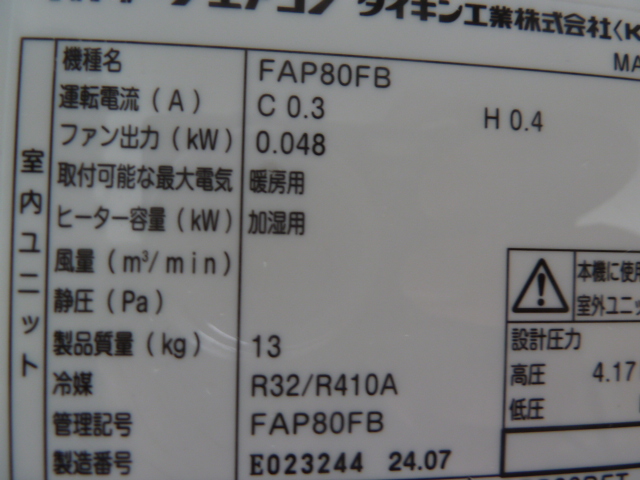 ダイキン工業株式会社〈K
MA
室内ユニット
機種名 FAP80FB
運転電流(A) C 0.3 H 0.4
ファン出力(kW) 0.048
取付可能な最大電気 暖房用
ヒーター容量(kW) 加湿用
風量(m³/min)
静圧(Pa)
製品質量(kg) 13
冷媒 R32/R410A
管理記号 FAP80FB
製造番号 E023244 24.07
本機に使用
室外ユニッ
設計圧力
高圧 4.17
低圧